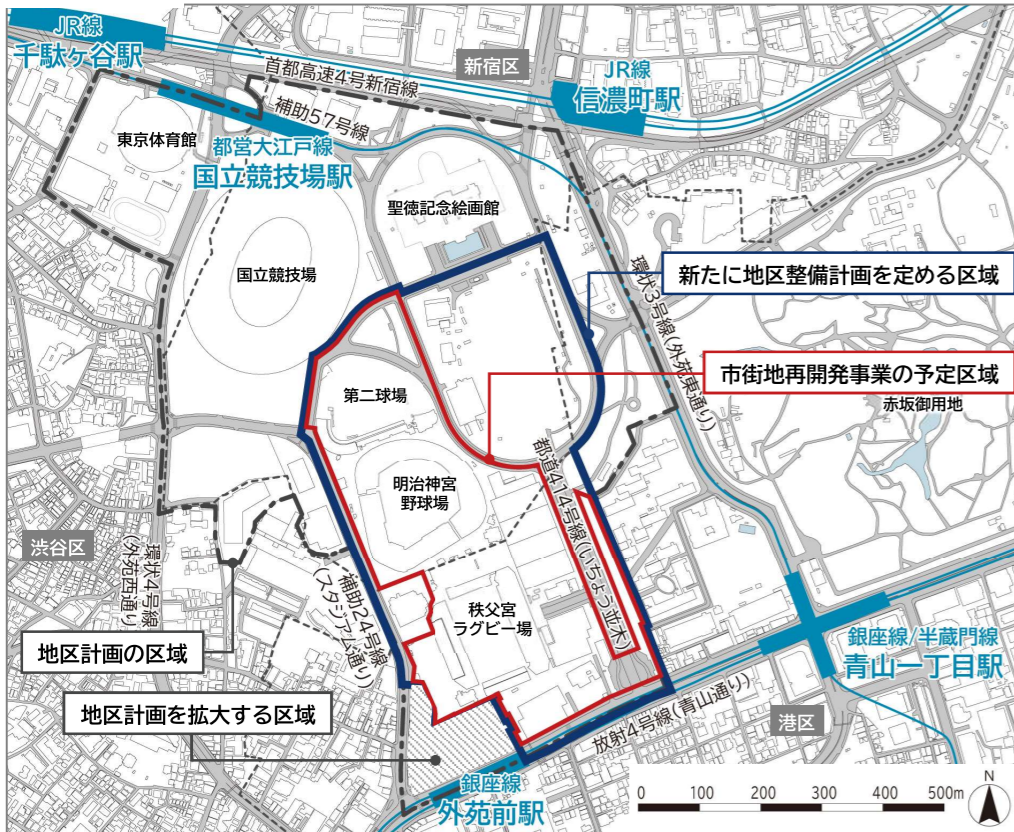 JR線
千駄ヶ谷駅
新宿区
首都高速4号新宿線
JR線
信濃町駅
補助57号線
東京体育館
都営大江戸線
国立競技場駅
聖徳記念絵画館
国立競技場
新たに地区整備計画を定める区域
環状3号線(外苑東通り)
市街地再開発事業の予定区域
第二球場
赤坂御用地
都道414号線(いちょう並木)
明治神宮
野球場
渋谷区
環状4号線
(外苑西通り)
補助24号線
(スタジアム通り)
秩父宮
ラグビー場
地区計画の区域
銀座線/半蔵門線
青山一丁目駅
地区計画を拡大する区域
放射4号線(青山通り)
港区
銀座線
外苑前駅
0 100 200 300 400 500m
N